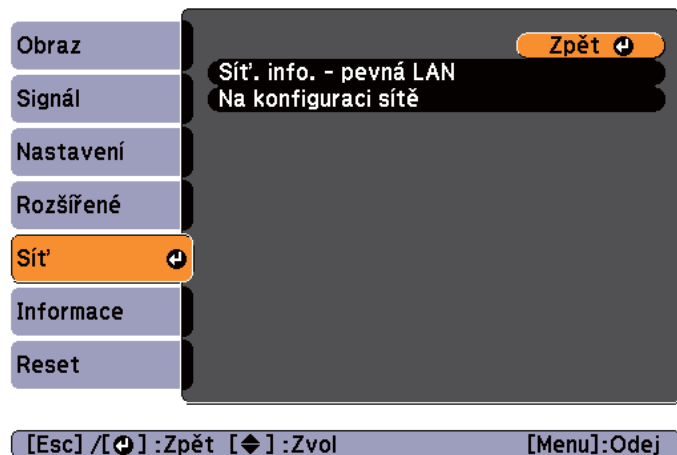 Obraz
Signál
Nastavení
Rozšířené
Síť
Informace
Reset
Zpět
Síť. info. - pevná LAN
Na konfiguraci sítě
[Esc] /[ ] :Zpět [ ] :Zvol [Menu]:Odej